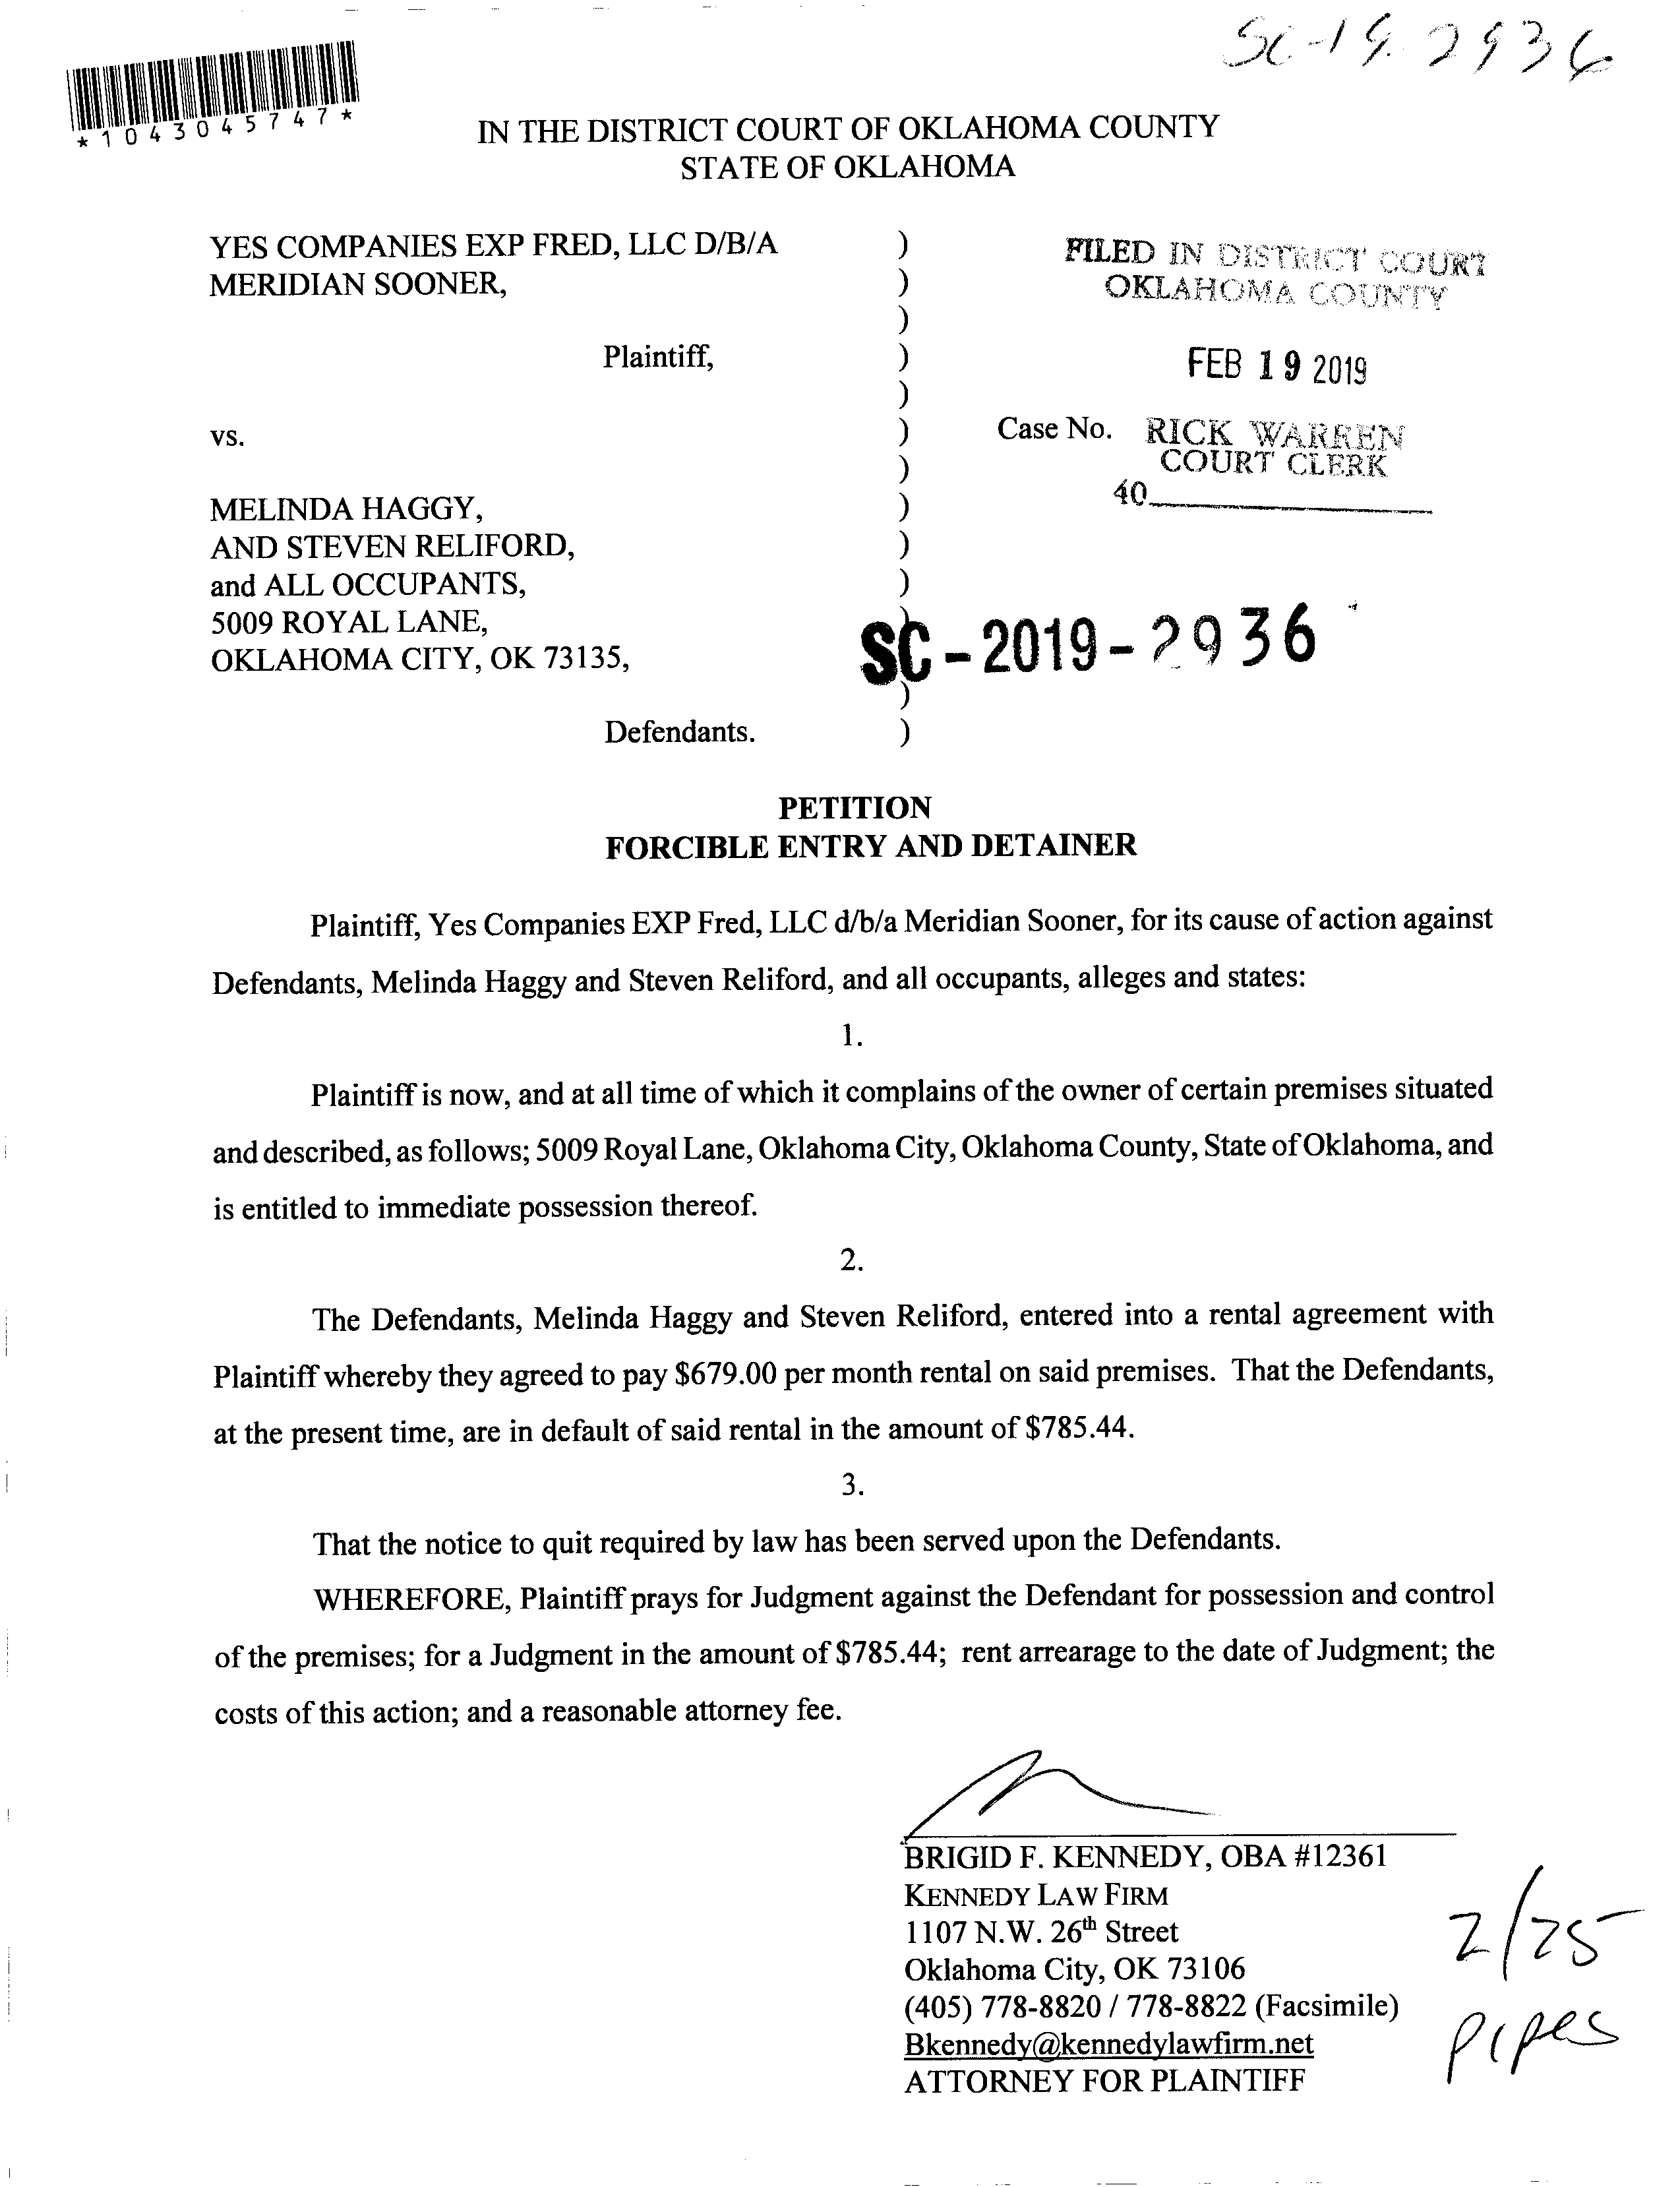 SC-19-2936
*1043045747*
IN THE DISTRICT COURT OF OKLAHOMA COUNTY
STATE OF OKLAHOMA
YES COMPANIES EXP FRED, LLC D/B/A
MERIDIAN SOONER,
Plaintiff,
vs.
MELINDA HAGGY,
AND STEVEN RELIFORD,
and ALL OCCUPANTS,
5009 ROYAL LANE,
OKLAHOMA CITY, OK 73135,
Defendants.
)
)
)
)
)
)
)
)
)
)
)
)
)
FILED IN DISTRICT COURT
OKLAHOMA COUNTY
FEB 19 2019
Case No. RICK WARREN
COURT CLERK
40
SC-2019-2936
PETITION
FORCIBLE ENTRY AND DETAINER
Plaintiff, Yes Companies EXP Fred, LLC d/b/a Meridian Sooner, for its cause of action against
Defendants, Melinda Haggy and Steven Reliford, and all occupants, alleges and states:
1.
Plaintiff is now, and at all time of which it complains of the owner of certain premises situated
and described, as follows; 5009 Royal Lane, Oklahoma City, Oklahoma County, State of Oklahoma, and
is entitled to immediate possession thereof.
2.
The Defendants, Melinda Haggy and Steven Reliford, entered into a rental agreement with
Plaintiff whereby they agreed to pay $679.00 per month rental on said premises. That the Defendants,
at the present time, are in default of said rental in the amount of $785.44.
3.
That the notice to quit required by law has been served upon the Defendants.
WHEREFORE, Plaintiff prays for Judgment against the Defendant for possession and control
of the premises; for a Judgment in the amount of $785.44; rent arrearage to the date of Judgment; the
costs of this action; and a reasonable attorney fee.
BRIGID F. KENNEDY, OBA #12361
KENNEDY LAW FIRM
1107 N.W. 26th Street
Oklahoma City, OK 73106
(405) 778-8820 / 778-8822 (Facsimile)
Bkennedy@kennedylawfirm.net
ATTORNEY FOR PLAINTIFF
2/25
pipes